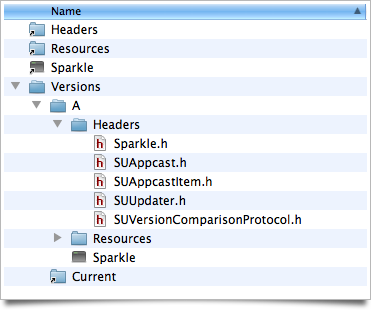 Name
Headers
Resources
Sparkle
Versions
A
Headers
Sparkle.h
SUAppcast.h
SUAppcastItem.h
SUUpdater.h
SUVersionComparisonProtocol.h
Resources
Sparkle
Current